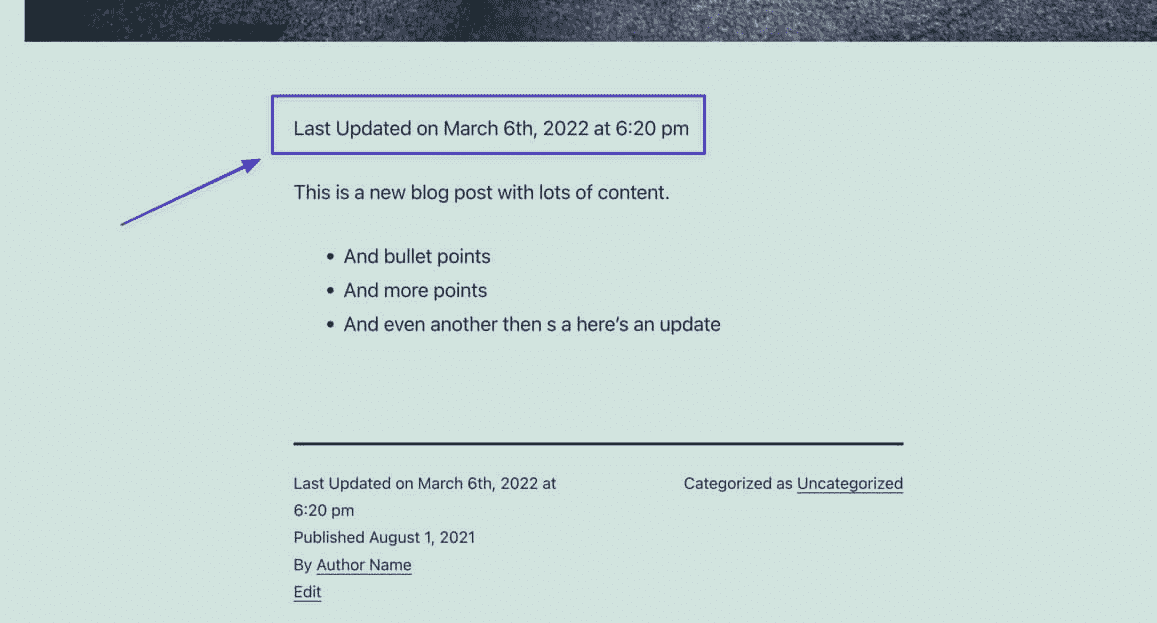 Last Updated on March 6th, 2022 at 6:20 pm
This is a new blog post with lots of content.
• And bullet points
• And more points
• And even another then s a here’s an update
Last Updated on March 6th, 2022 at
6:20 pm
Published August 1, 2021
By Author Name
Edit
Categorized as Uncategorized